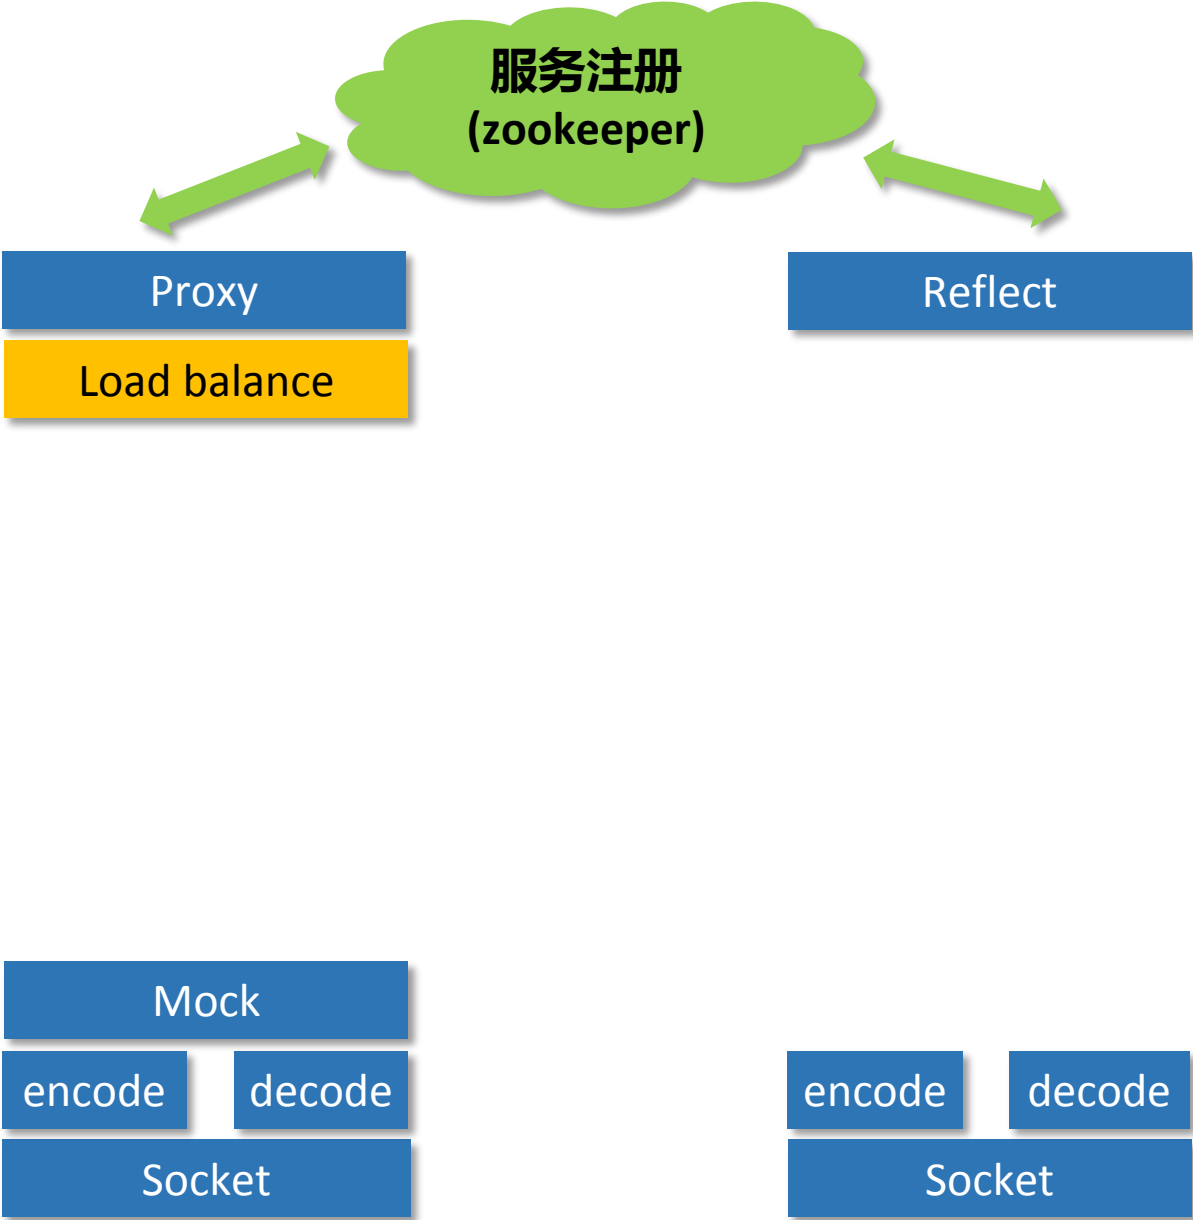 服务注册
(zookeeper)
Proxy
Reflect
Load balance
Mock
encode
decode
encode
decode
Socket
Socket